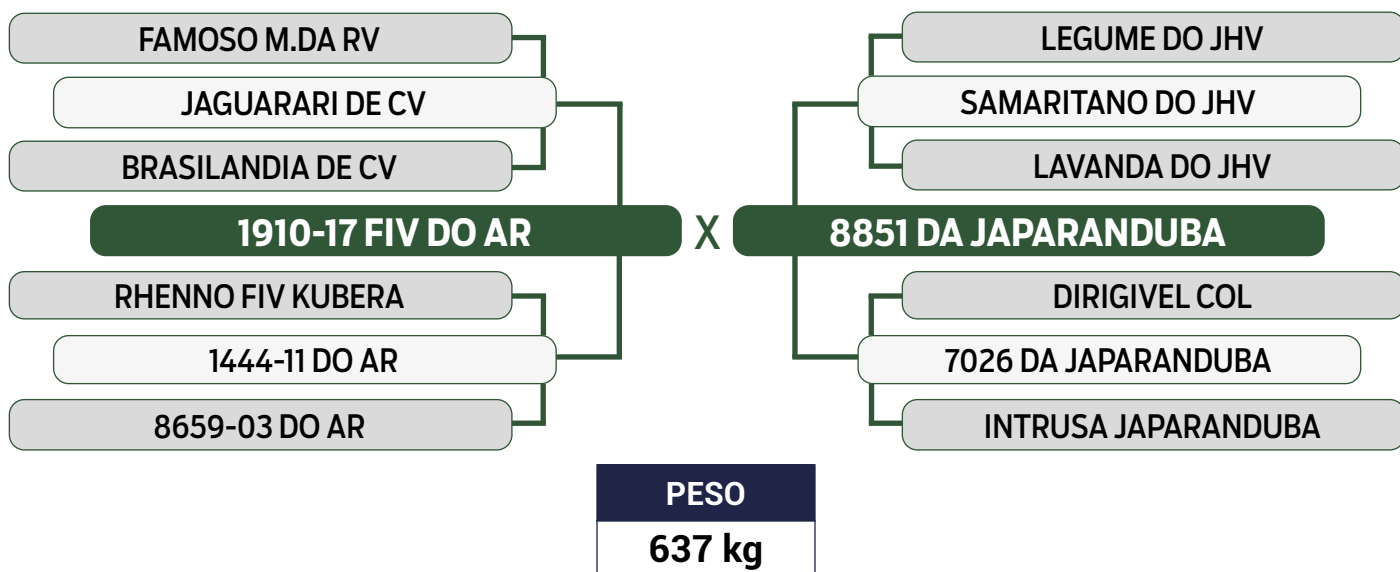 FAMOSO M.DA RV
JAGUARARI DE CV
BRASILANDIA DE CV
1910-17 FIV DO AR
RHENNO FIV KUBERA
1444-11 DO AR
8659-03 DO AR
X
LEGUME DO JHV
SAMARITANO DO JHV
LAVANDA DO JHV
8851 DA JAPARANDUBA
DIRIGIVEL COL
7026 DA JAPARANDUBA
INTRUSA JAPARANDUBA
PESO
637 kg